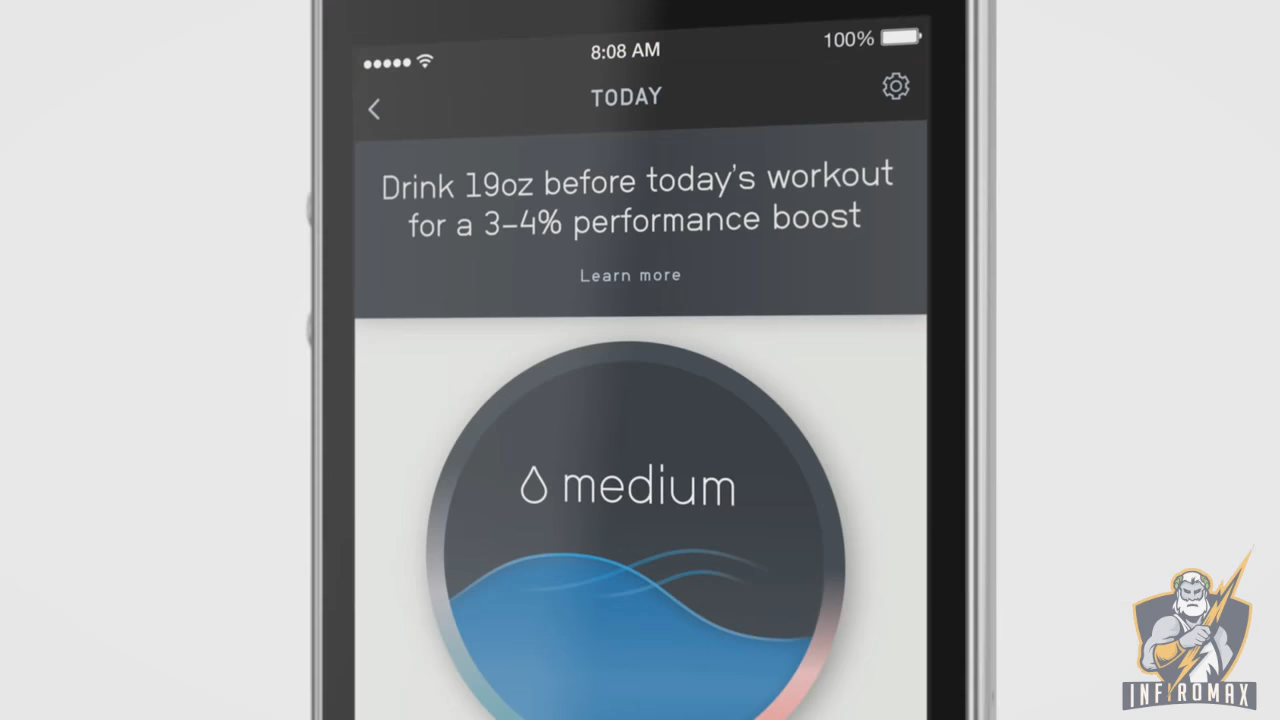 8:08 AM
100%
TODAY
Drink 19oz before today's workout
for a 3–4% performance boost
Learn more
medium
INFIROMAX